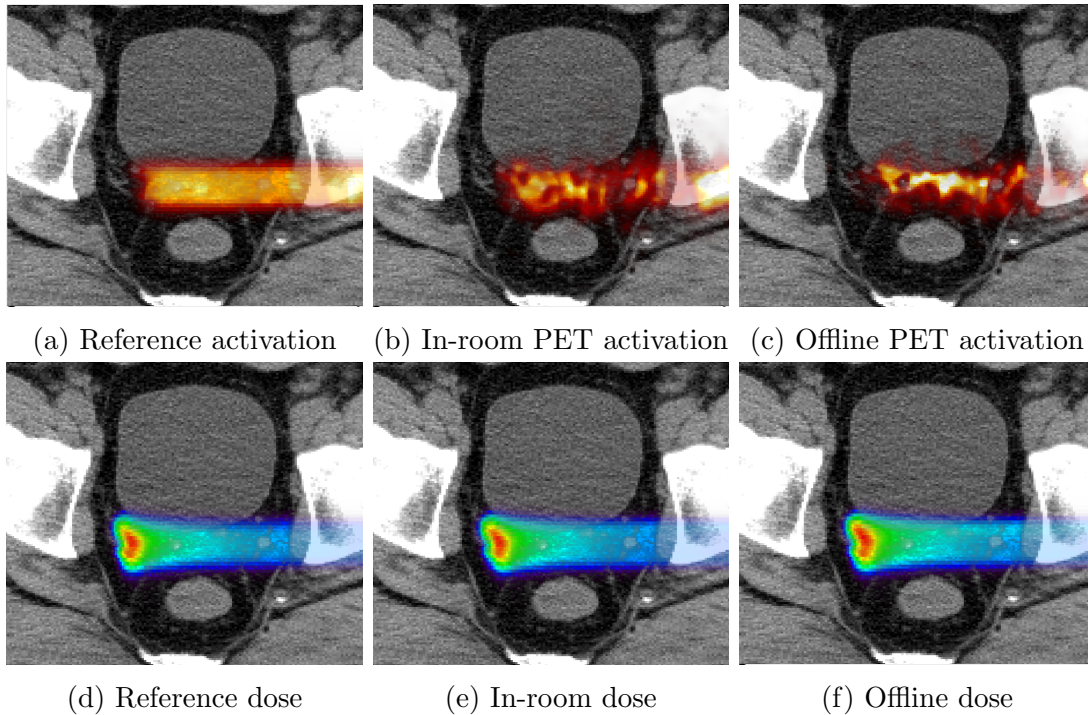 (a) Reference activation
(b) In-room PET activation
(c) Offline PET activation
(d) Reference dose
(e) In-room dose
(f) Offline dose